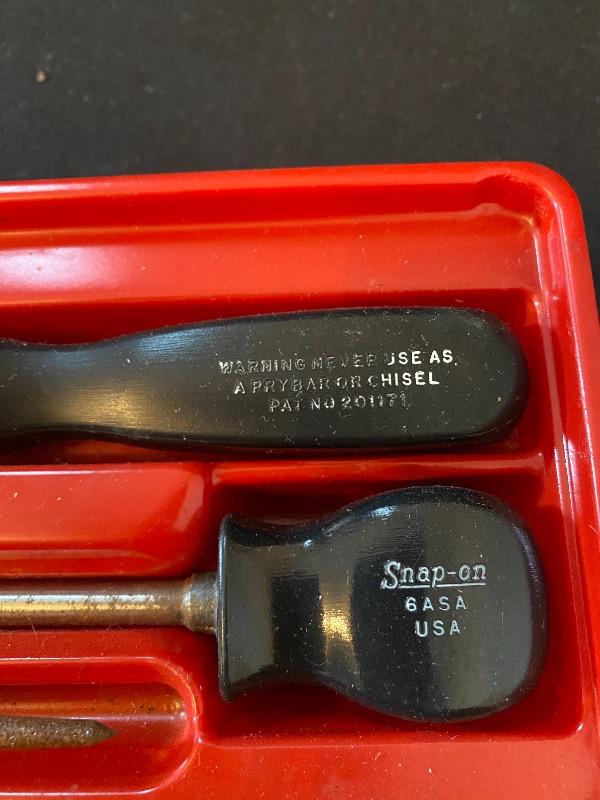 WARNING NEVER USE AS
A PRYBAR OR CHISEL
PAT NO 201171
Snap-on
6ASA
USA